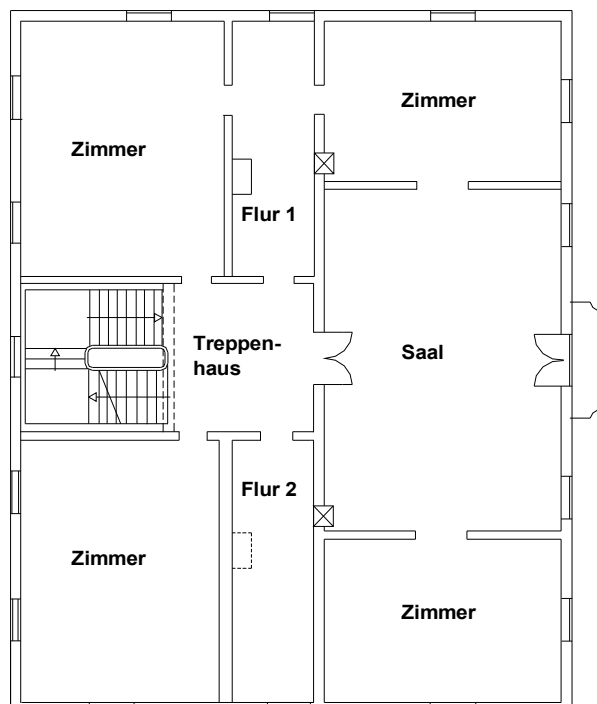 Zimmer
Zimmer
Flur 1
Treppen-
haus
Saal
Flur 2
Zimmer
Zimmer